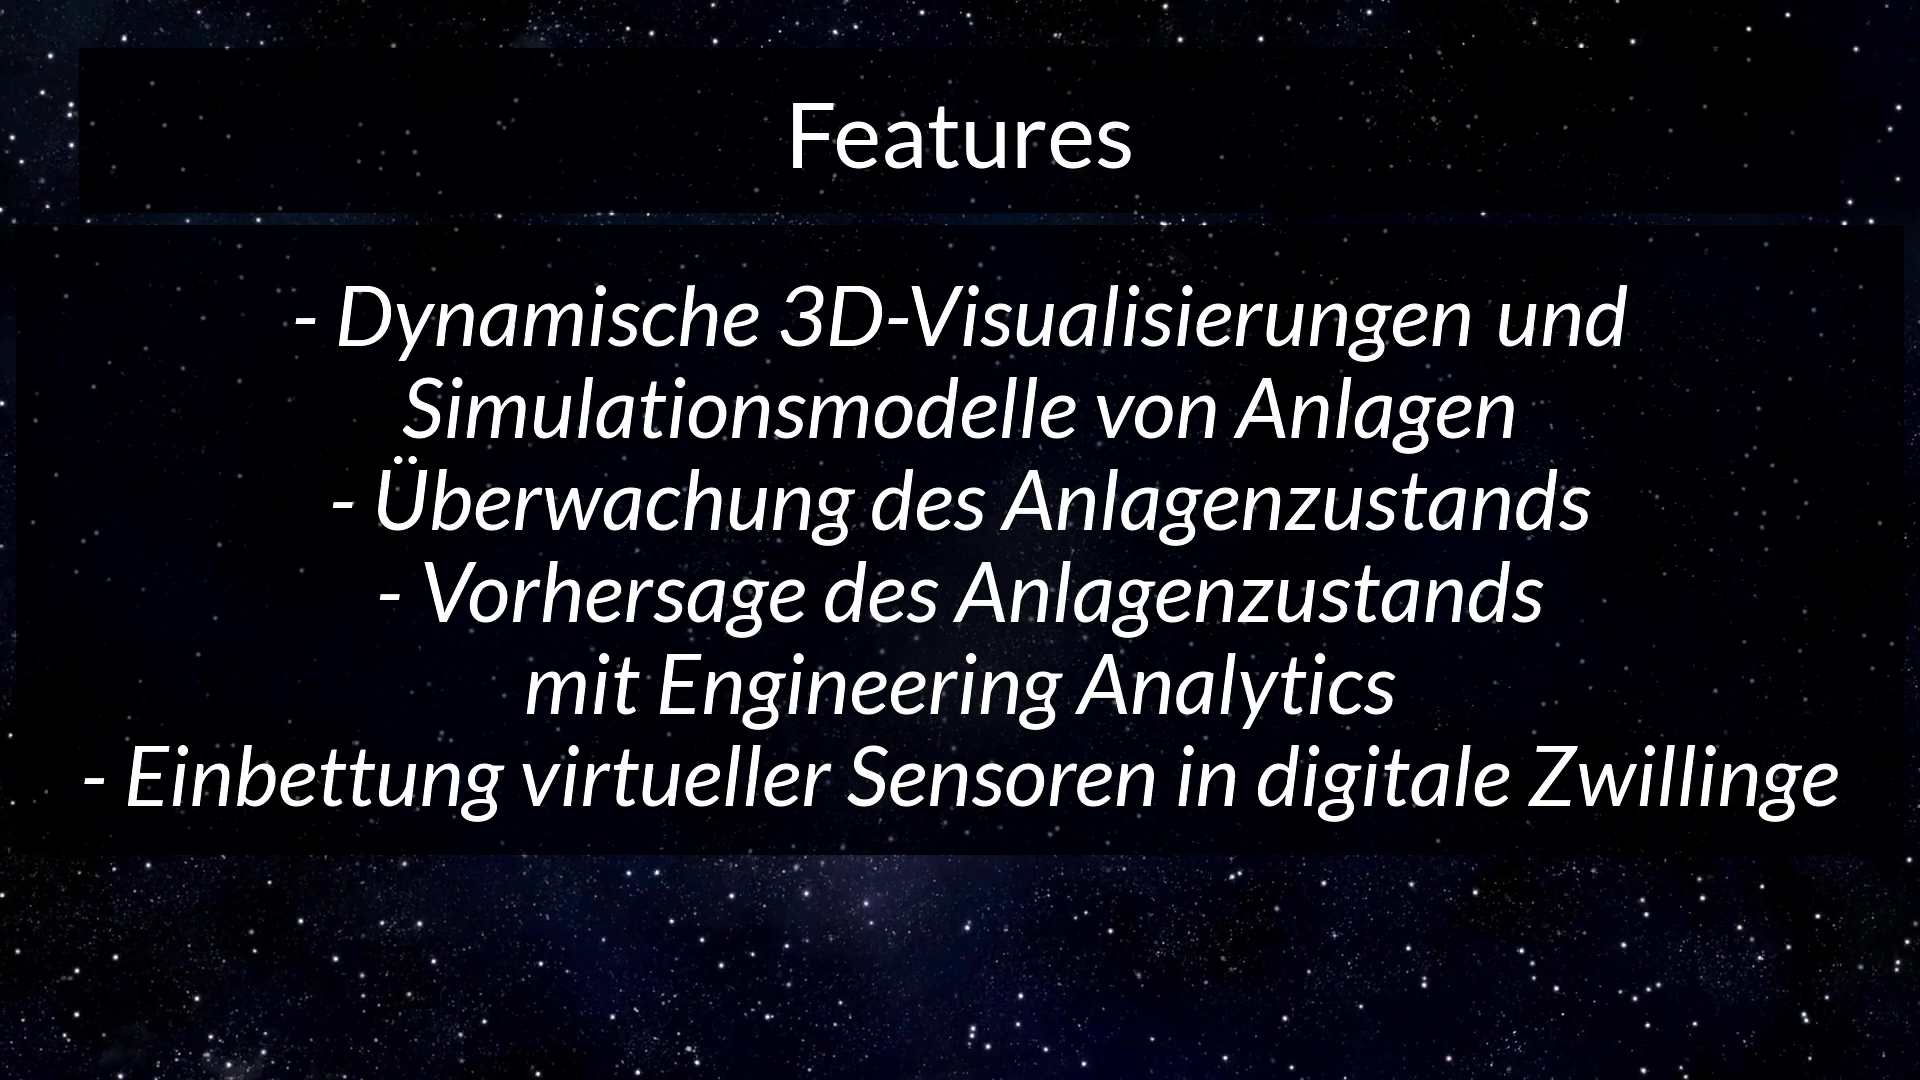 Features
- Dynamische 3D-Visualisierungen und
Simulationsmodelle von Anlagen
- Überwachung des Anlagenzustands
- Vorhersage des Anlagenzustands
mit Engineering Analytics
- Einbettung virtueller Sensoren in digitale Zwillinge